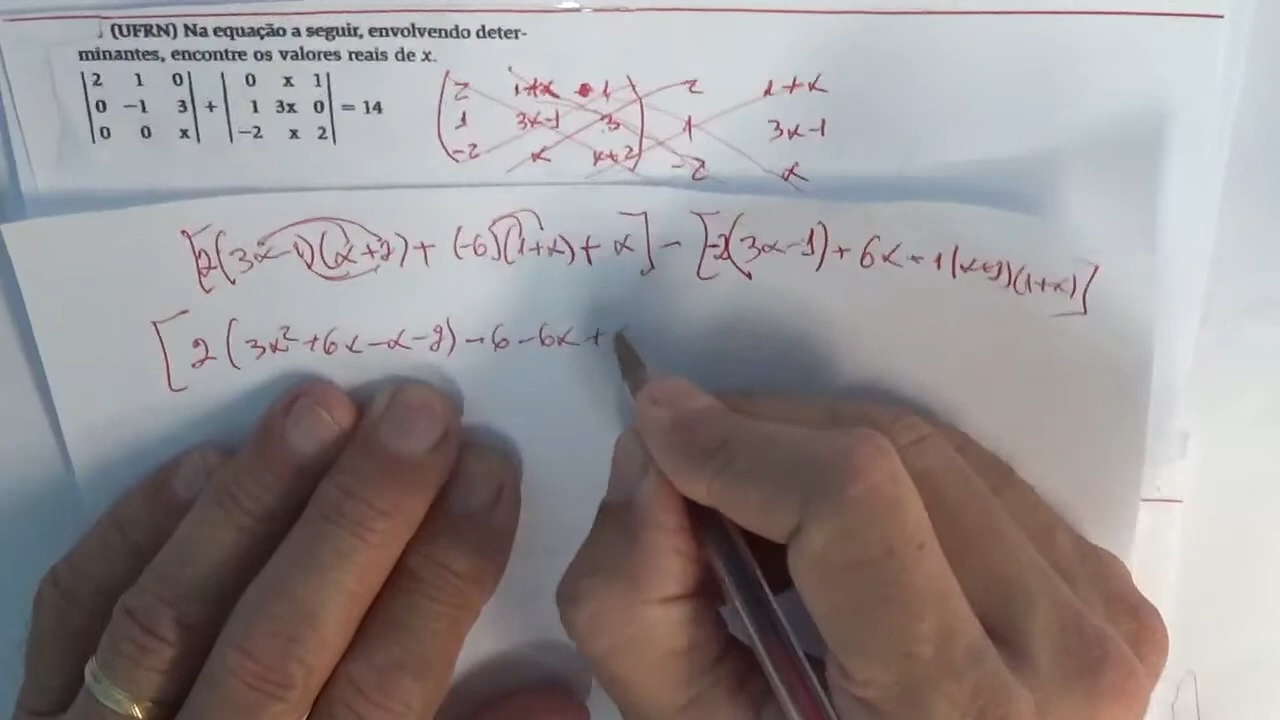 (UFRN) Na equação a seguir, envolvendo deter-
minantes, encontre os valores reais de x.
|2 1 0| |0 x 1|
|0 −1 3| + |1 3x 0| = 14
|0 0 x| |−2 x 2|
(2 1+x 1) 2 1+x
(1 3x-1 3) 1 3x-1
(-2 x x+2) -2 x
[2(3x-1)(x+2)+(-6)(1+x)+x]-[-2(3x-1)+6x+1(x+2)(1+x)]
[2(3x²+6x-x-2)-6-6x+